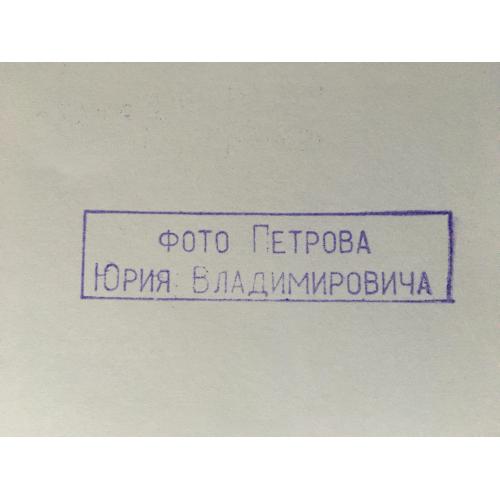 ФОТО ПЕТРОВА
ЮРИЯ ВЛАДИМИРОВИЧА